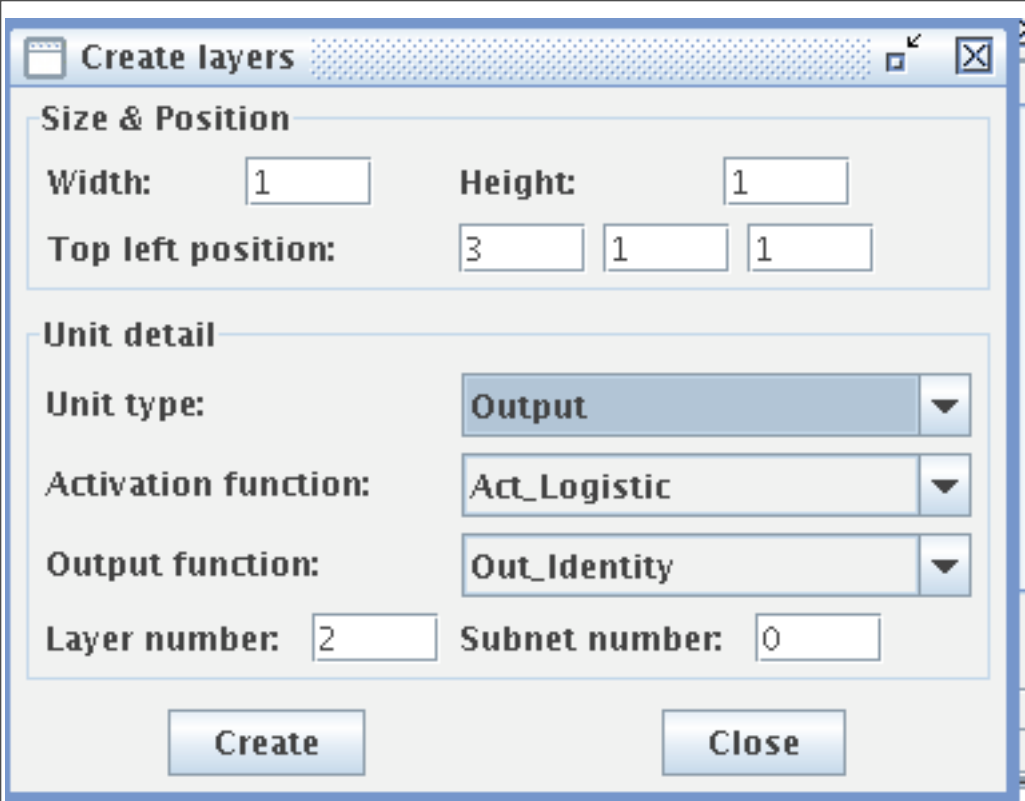 Create layers
Size & Position
Width: 1 Height: 1
Top left position: 3 1 1
Unit detail
Unit type: Output
Activation function: Act_Logistic
Output function: Out_Identity
Layer number: 2 Subnet number: 0
Create Close